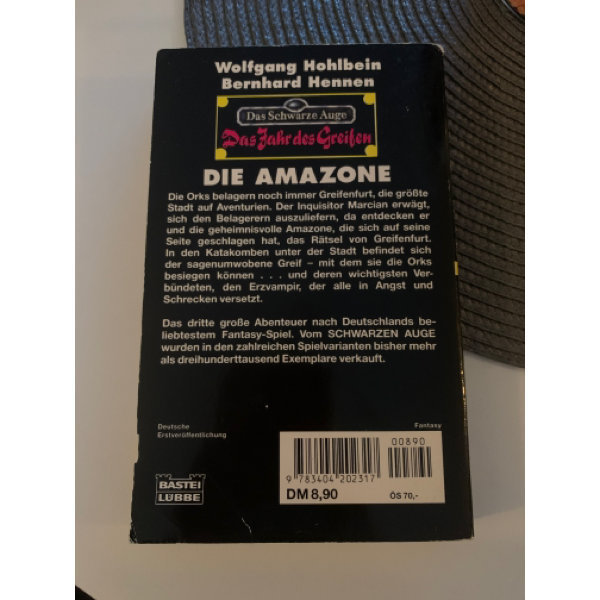 Wolfgang Hohlbein
Bernhard Hennen
Das Schwarze Auge
Das Jahr des Greifen
DIE AMAZONE
Die Orks belagern noch immer Greifenfurt, die größte
Stadt auf Aventurien. Der Inquisitor Marcian erwägt,
sich den Belagerern auszuliefern, da entdecken er
und die geheimnisvolle Amazone, die sich auf seine
Seite geschlagen hat, das Rätsel von Greifenfurt.
In den Katakomben unter der Stadt befindet sich
der sagenumwobene Greif – mit dem sie die Orks
besiegen können . . . und deren wichtigsten Ver-
bündeten, den Erzvampir, der alle in Angst und
Schrecken versetzt.
Das dritte große Abenteuer nach Deutschlands be-
liebtestem Fantasy-Spiel. Vom SCHWARZEN AUGE
wurden in den zahlreichen Spielvarianten bisher mehr
als dreihunderttausend Exemplare verkauft.
Deutsche
Erstveröffentlichung
Fantasy
00890
9 783404 202317
DM 8,90
ÖS 70,-
BASTEI
LÜBBE